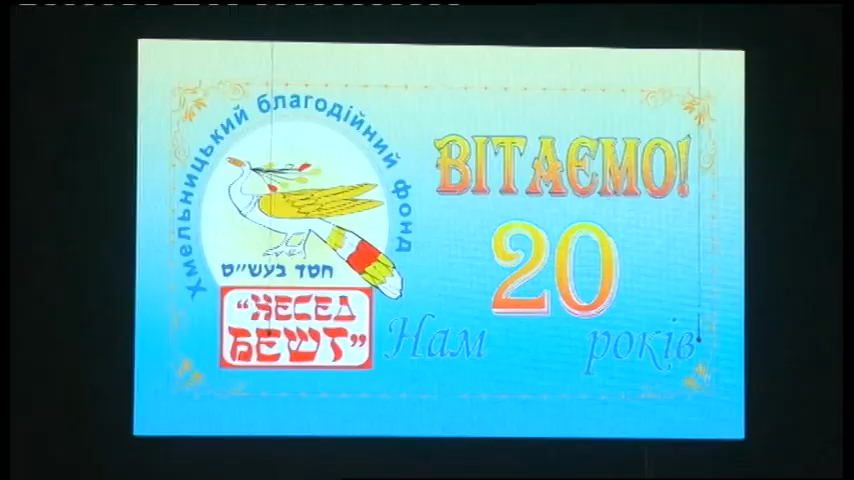 Хмельницький благодійний фонд
חסד בעש"ט
"ХЕСЕД
БЕШТ"
ВІТАЄМО!
20
Нам років